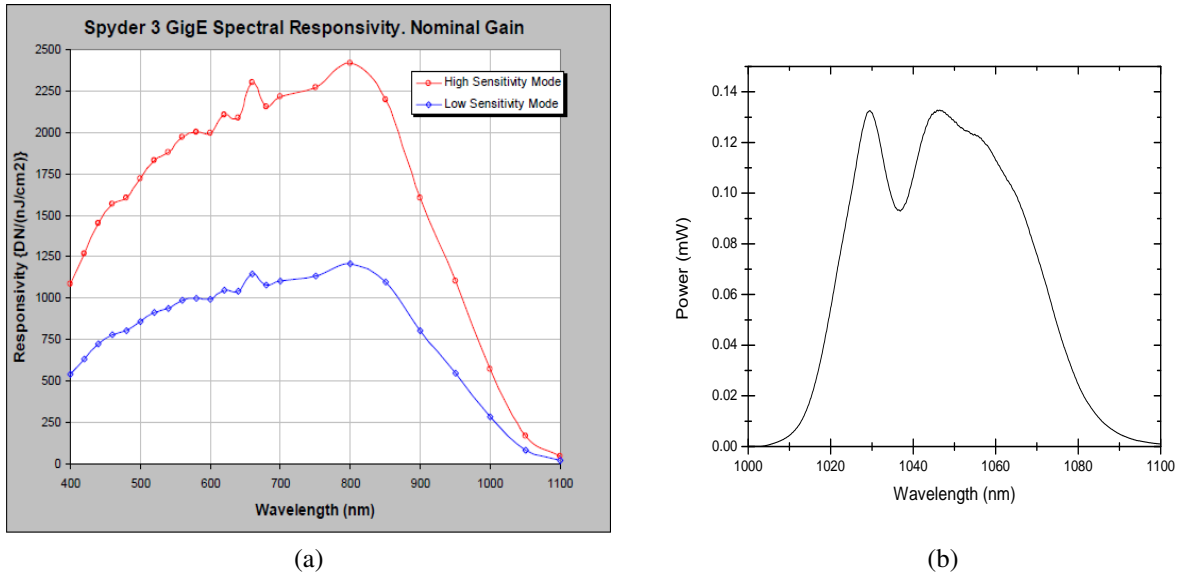 Spyder 3 GigE Spectral Responsivity. Nominal Gain
Responsivity {DN/(nJ/cm2)}
2500
2250
2000
1750
1500
1250
1000
750
500
250
0
High Sensitivity Mode
Low Sensitivity Mode
400 500 600 700 800 900 1000 1100
Wavelength (nm)
(a)
Power (mW)
0.14
0.12
0.10
0.08
0.06
0.04
0.02
0.00
1000 1020 1040 1060 1080 1100
Wavelength (nm)
(b)